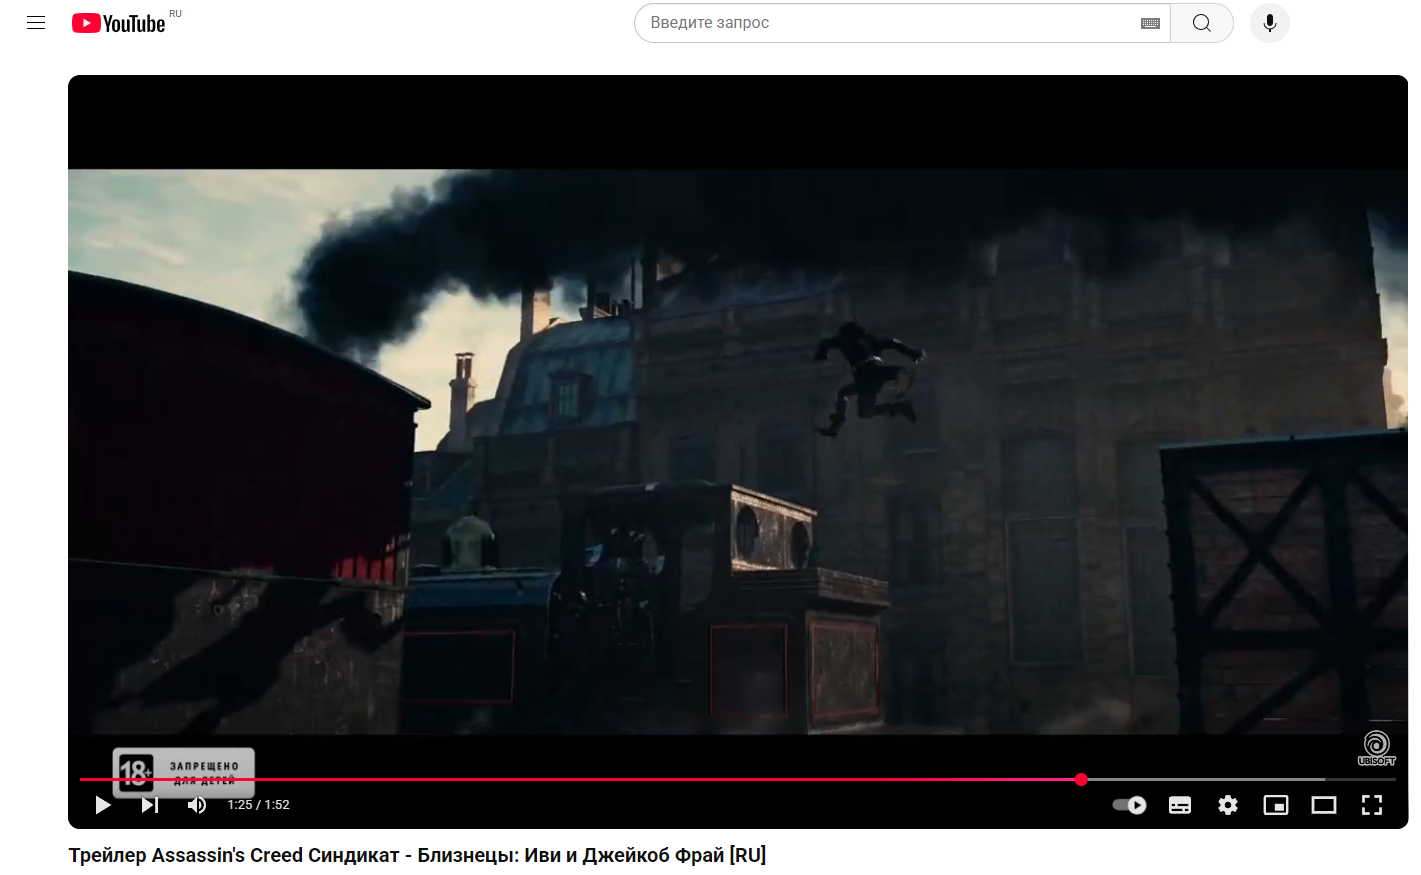 YouTube RU
Введите запрос
18+ ЗАПРЕЩЕНО
ДЛЯ ДЕТЕЙ
UBISOFT
1:25 / 1:52
Трейлер Assassin's Creed Синдикат - Близнецы: Иви и Джейкоб Фрай [RU]